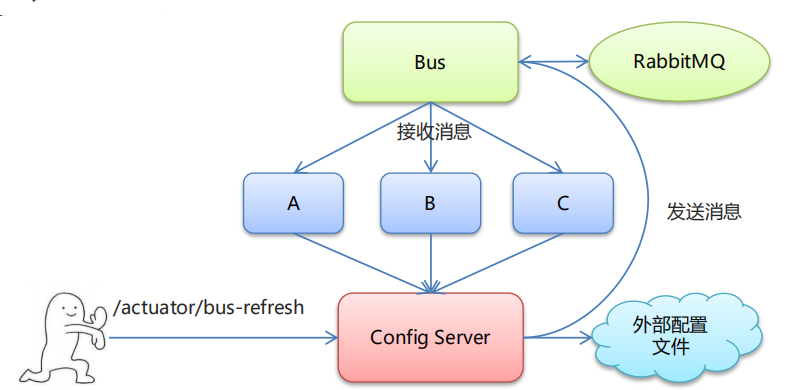 Bus
RabbitMQ
接收消息
A
B
C
发送消息
/actuator/bus-refresh
Config Server
外部配置
文件